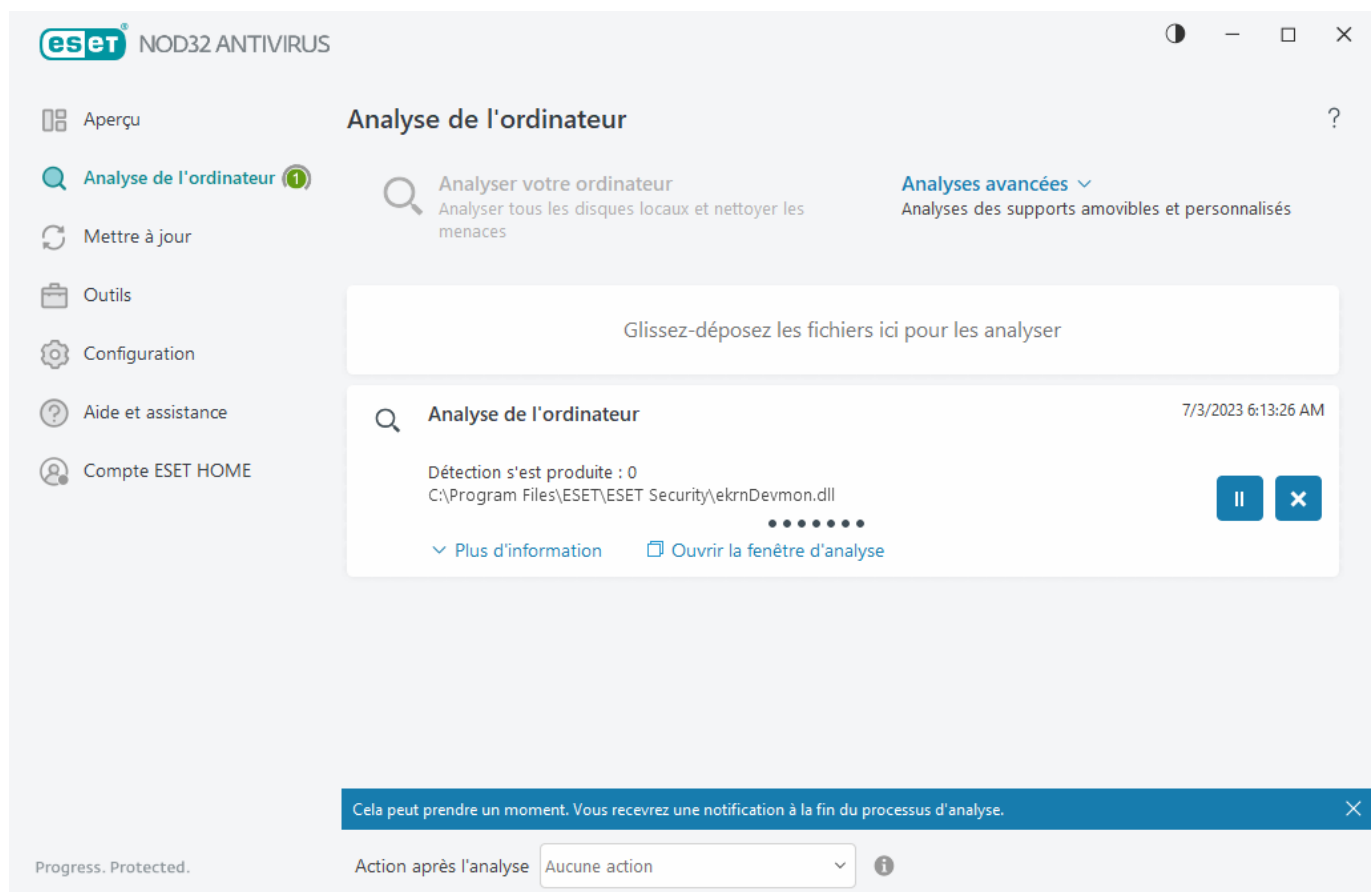 eset® NOD32 ANTIVIRUS
Aperçu
Analyse de l'ordinateur 1
Mettre à jour
Outils
Configuration
Aide et assistance
Compte ESET HOME
Analyse de l'ordinateur
?
Analyser votre ordinateur
Analyser tous les disques locaux et nettoyer les
menaces
Analyses avancées
Analyses des supports amovibles et personnalisés
Glissez-déposez les fichiers ici pour les analyser
Analyse de l'ordinateur
7/3/2023 6:13:26 AM
Détection s'est produite : 0
C:\Program Files\ESET\ESET Security\ekrnDevmon.dll
Plus d'information
Ouvrir la fenêtre d'analyse
Cela peut prendre un moment. Vous recevrez une notification à la fin du processus d'analyse.
Progress. Protected.
Action après l'analyse
Aucune action